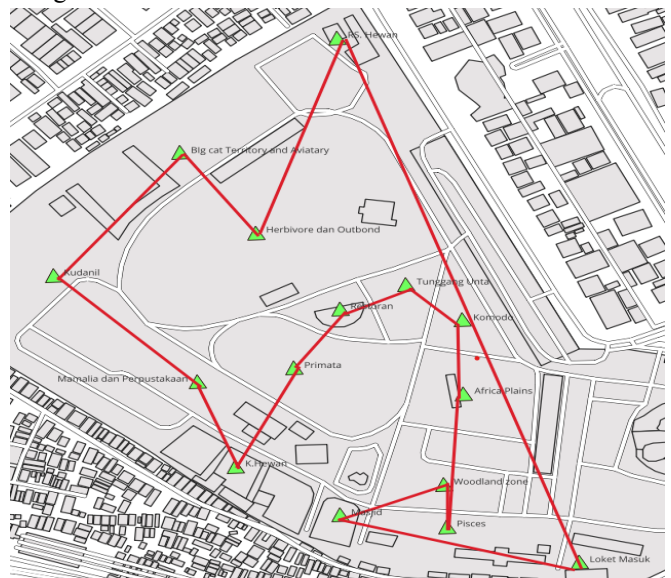 RS. Hewan
BIg cat Territory and Aviatary
Herbivore dan Outbond
Kudanil
Tunggang Unta
Restoran
Komodo
Primata
Mamalia dan Perpustakaan
Africa Plains
K.Hewan
Woodland zone
Masjid
Pisces
Loket Masuk